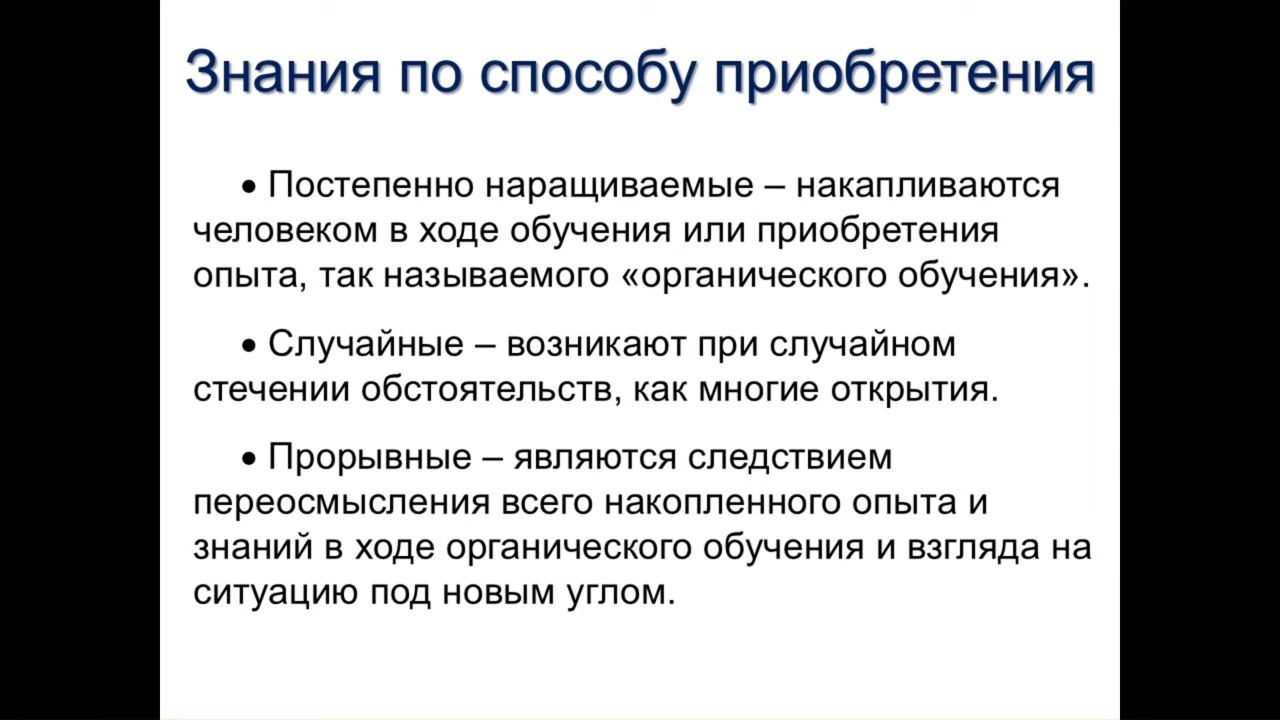 Знания по способу приобретения
• Постепенно наращиваемые – накапливаются
человеком в ходе обучения или приобретения
опыта, так называемого «органического обучения».
• Случайные – возникают при случайном
стечении обстоятельств, как многие открытия.
• Прорывные – являются следствием
переосмысления всего накопленного опыта и
знаний в ходе органического обучения и взгляда на
ситуацию под новым углом.